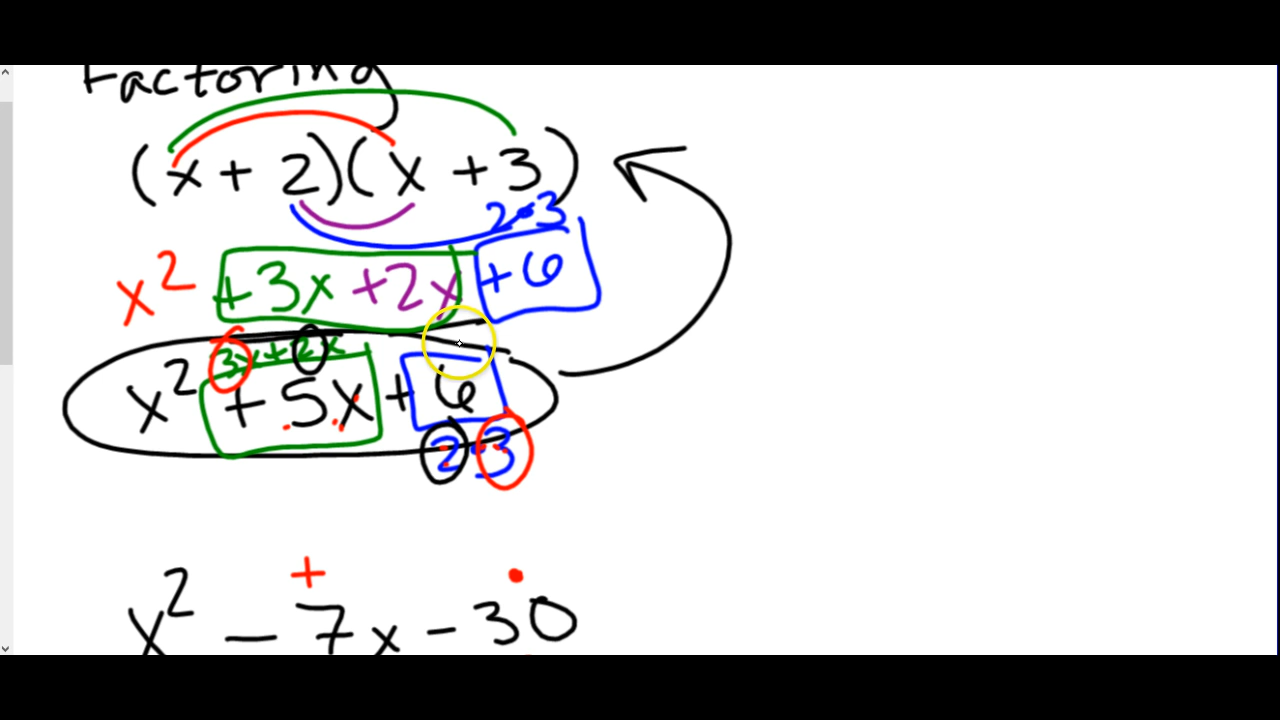 Factoring
(x + 2)(x + 3)
2•3
x² +3x +2x +6
3x + 2x
x² + 5x + 6
2•3
+ •
x² - 7x - 30